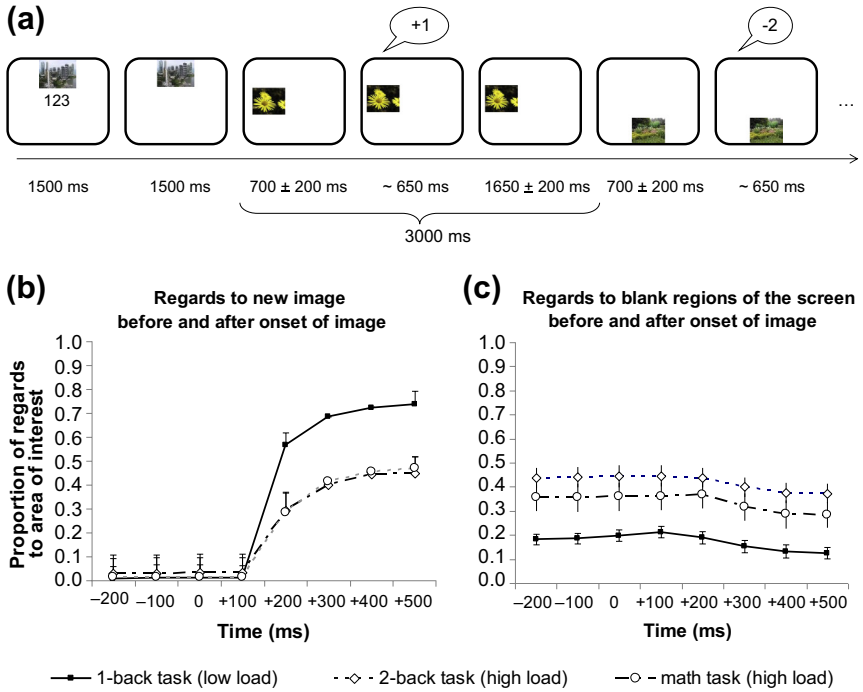 (a)
+1
-2
123
...
1500 ms 1500 ms 700 ± 200 ms ~ 650 ms 1650 ± 200 ms 700 ± 200 ms ~ 650 ms
3000 ms
(b)
Regards to new image
before and after onset of image
Proportion of regards
to area of interest
1.0
0.9
0.8
0.7
0.6
0.5
0.4
0.3
0.2
0.1
0.0
–200 –100 0 +100 +200 +300 +400 +500
Time (ms)
(c)
Regards to blank regions of the screen
before and after onset of image
1.0
0.9
0.8
0.7
0.6
0.5
0.4
0.3
0.2
0.1
0.0
–200 –100 0 +100 +200 +300 +400 +500
Time (ms)
1-back task (low load) 2-back task (high load) math task (high load)